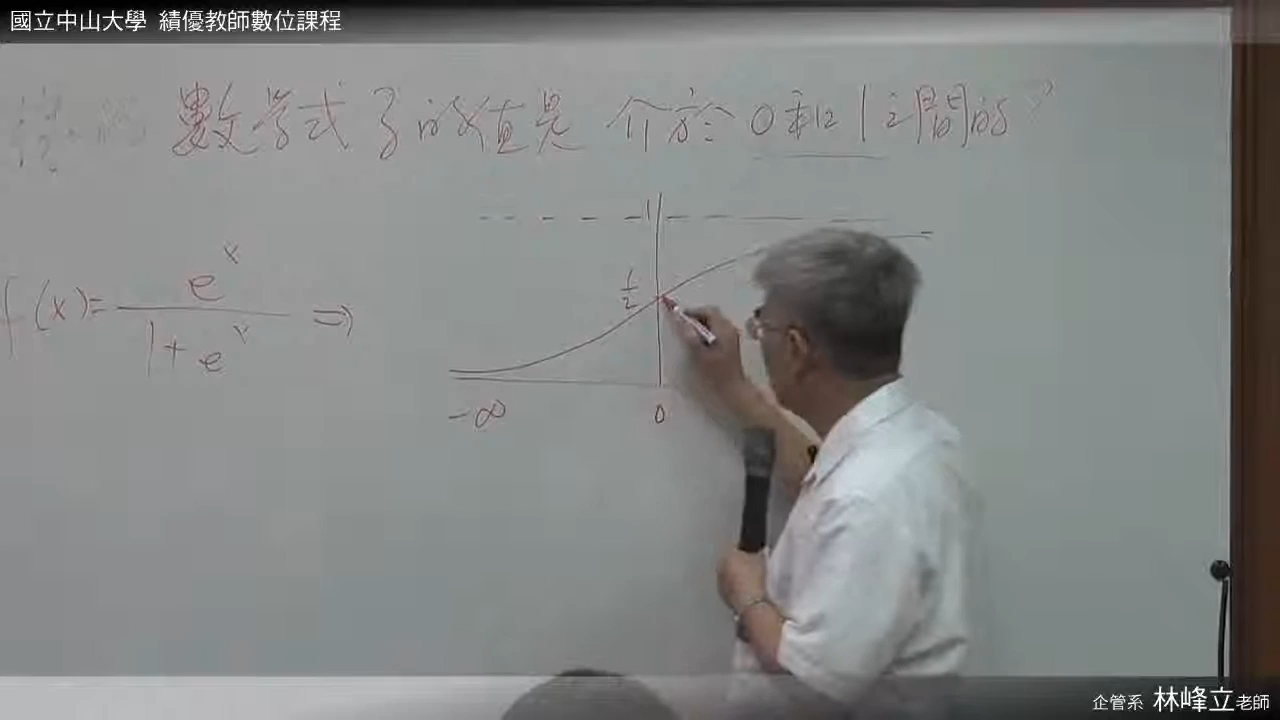 國立中山大學 績優教師數位課程
數學式子的值是 介於 0 和 1 之間的?
1
f(x) = e^x / (1 + e^x) ⇒
1/2
-∞ 0
企管系 林峰立老師